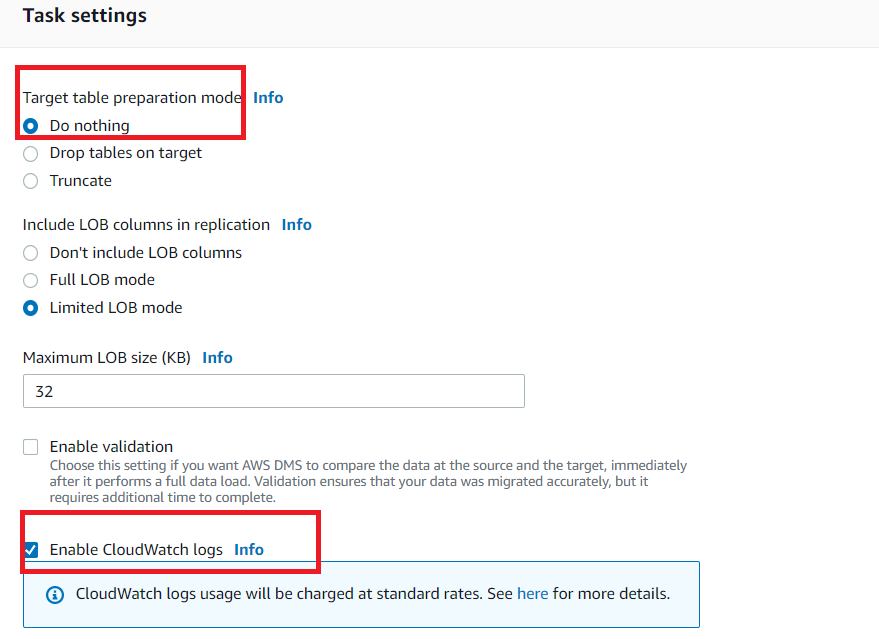 Task settings
Target table preparation mode Info
Do nothing
Drop tables on target
Truncate
Include LOB columns in replication Info
Don't include LOB columns
Full LOB mode
Limited LOB mode
Maximum LOB size (KB) Info
32
Enable validation
Choose this setting if you want AWS DMS to compare the data at the source and the target, immediately
after it performs a full data load. Validation ensures that your data was migrated accurately, but it
requires additional time to complete.
Enable CloudWatch logs Info
CloudWatch logs usage will be charged at standard rates. See here for more details.